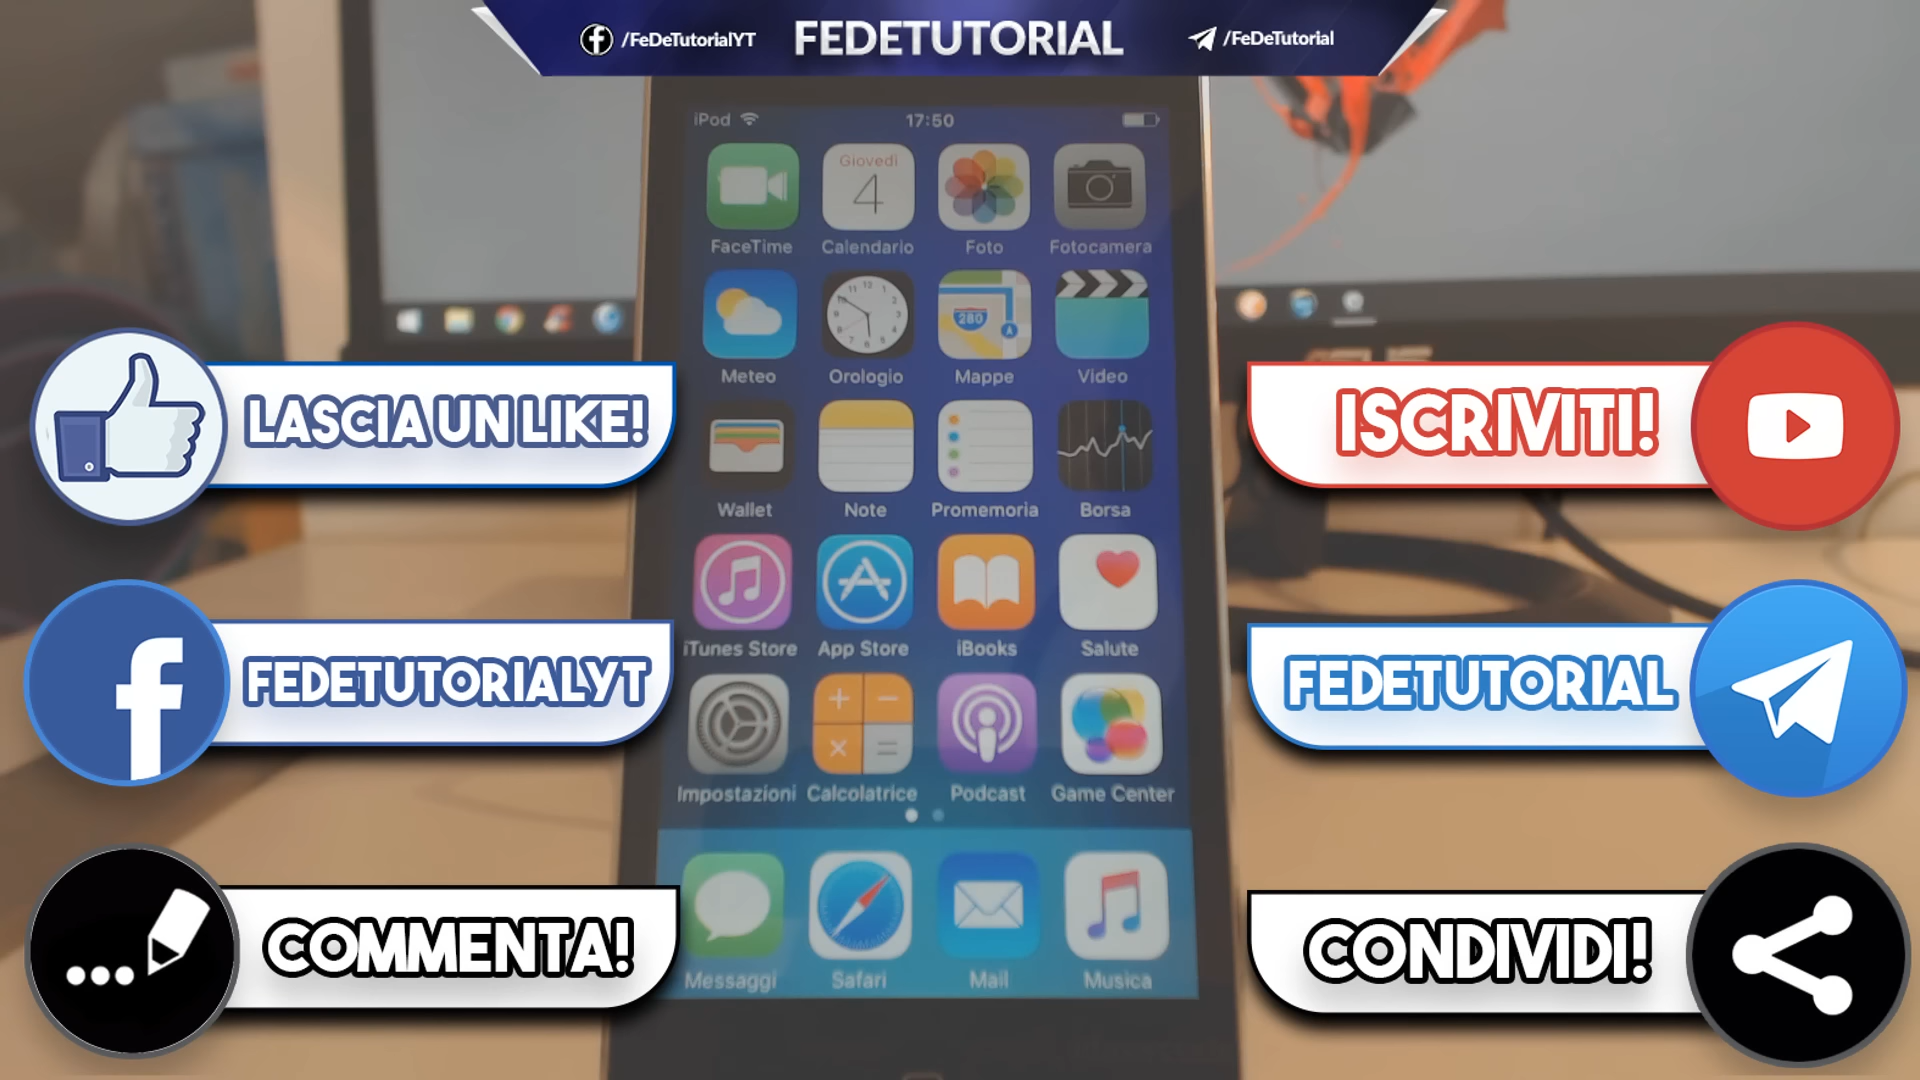 /FeDeTutorialYT FEDETUTORIAL /FeDeTutorial
iPod 17:50
Giovedì
4
FaceTime Calendario Foto Fotocamera
280
Meteo Orologio Mappe Video
LASCIA UN LIKE!
ISCRIVITI!
Wallet Note Promemoria Borsa
iTunes Store App Store iBooks Salute
FEDETUTORIALYT
FEDETUTORIAL
Impostazioni Calcolatrice Podcast Game Center
COMMENTA!
CONDIVIDI!
Messaggi Safari Mail Musica